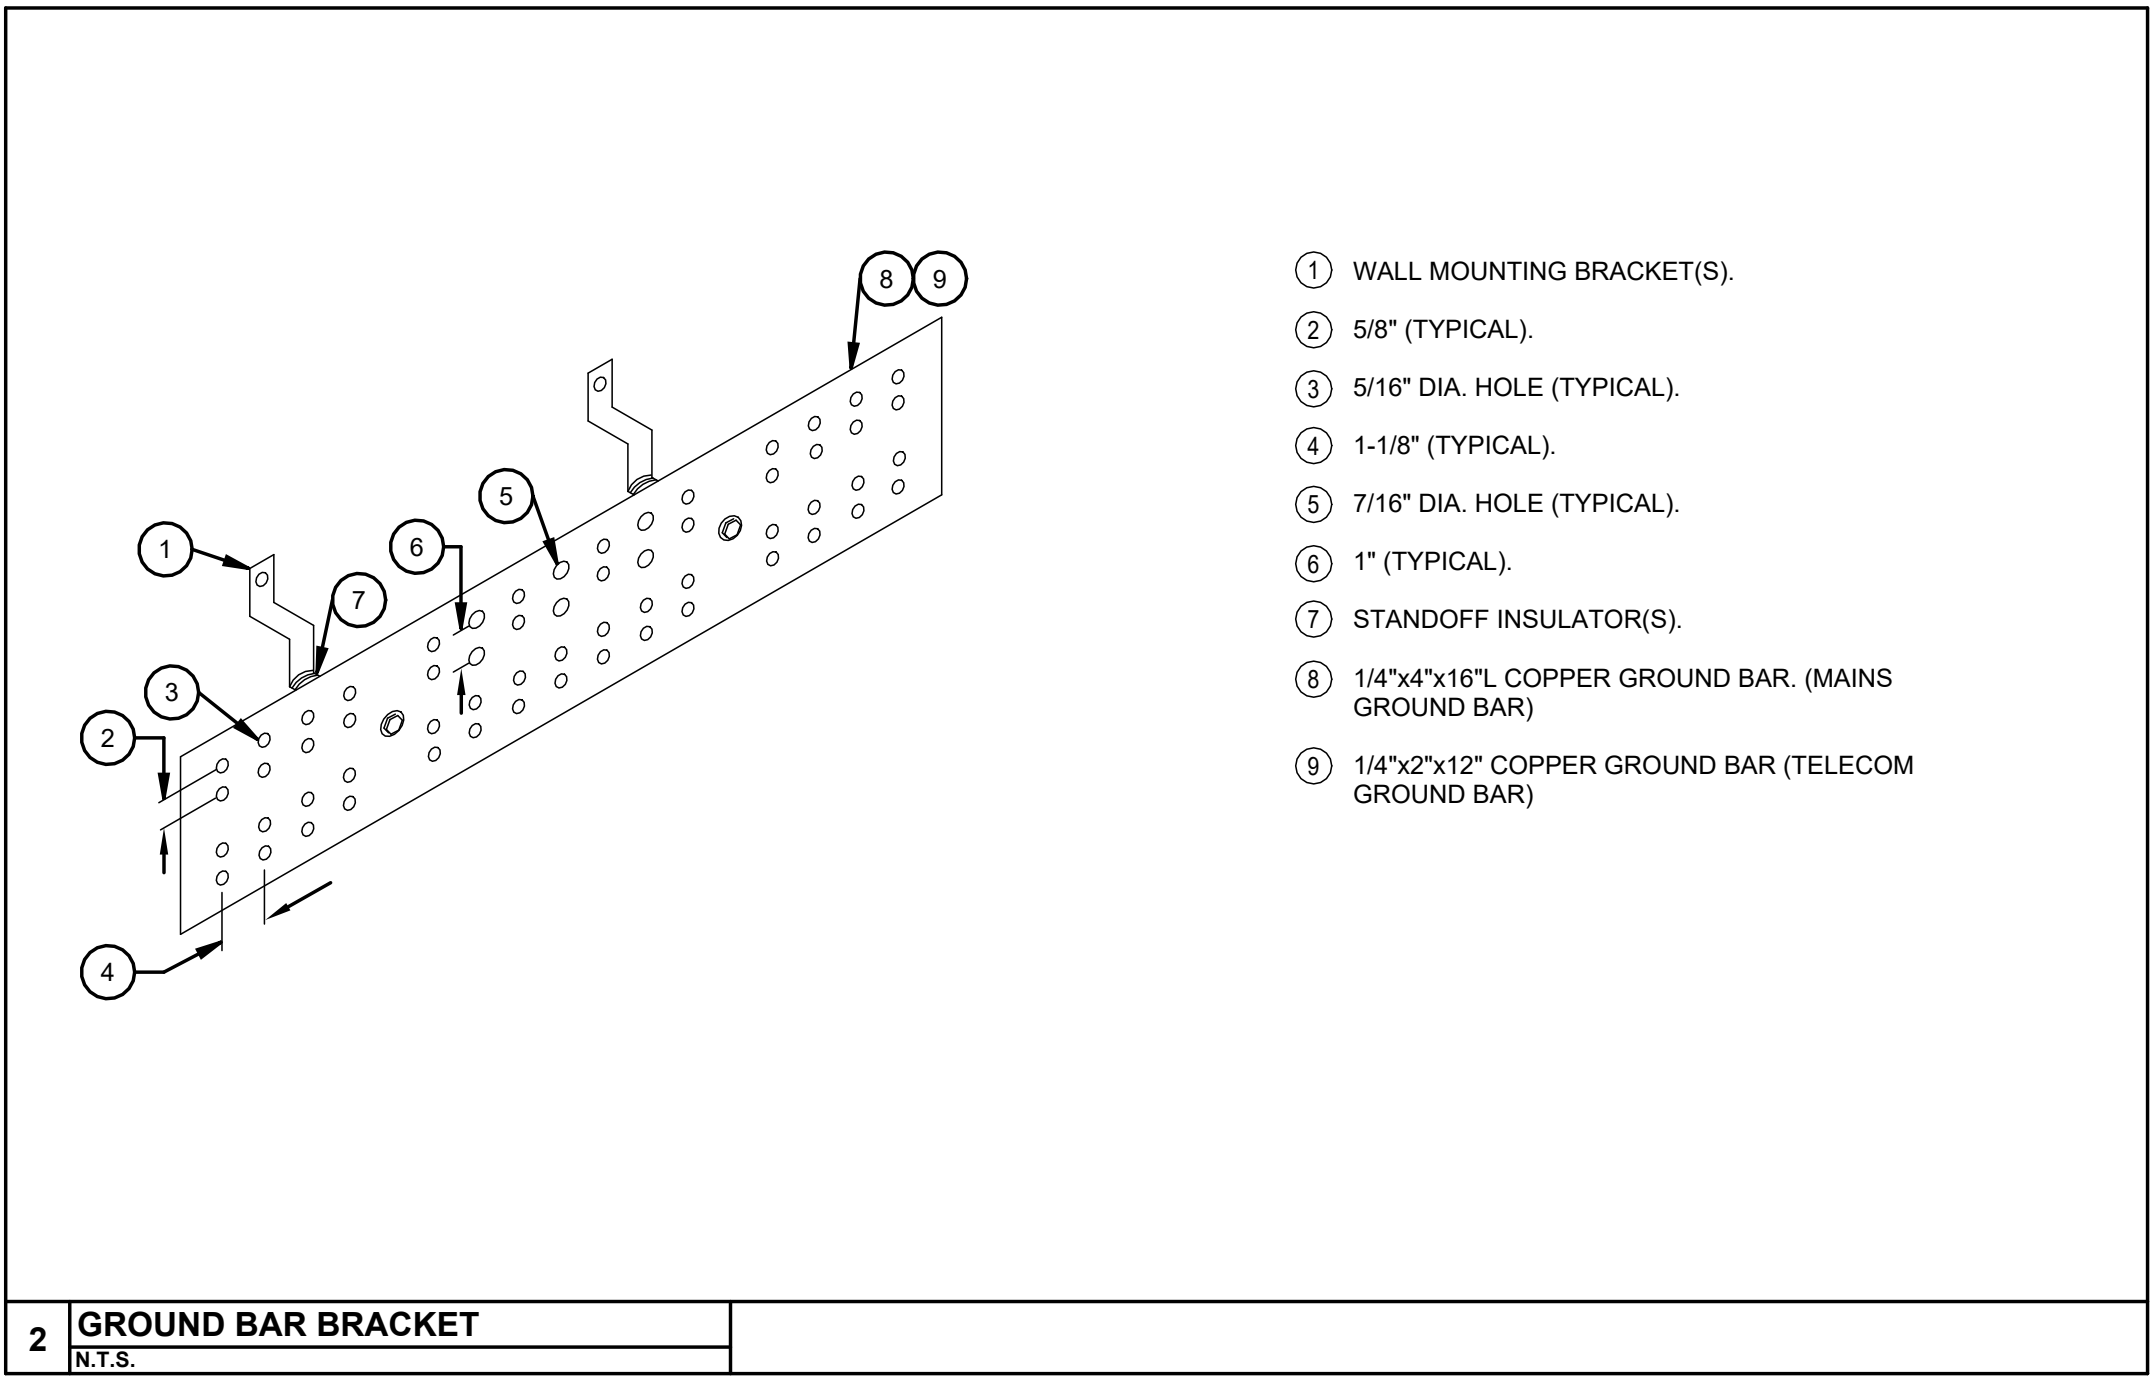 8 9
5
6
1
7
3
2
4
1 WALL MOUNTING BRACKET(S).
2 5/8" (TYPICAL).
3 5/16" DIA. HOLE (TYPICAL).
4 1-1/8" (TYPICAL).
5 7/16" DIA. HOLE (TYPICAL).
6 1" (TYPICAL).
7 STANDOFF INSULATOR(S).
8 1/4"x4"x16"L COPPER GROUND BAR. (MAINS
GROUND BAR)
9 1/4"x2"x12" COPPER GROUND BAR (TELECOM
GROUND BAR)
2 GROUND BAR BRACKET
N.T.S.